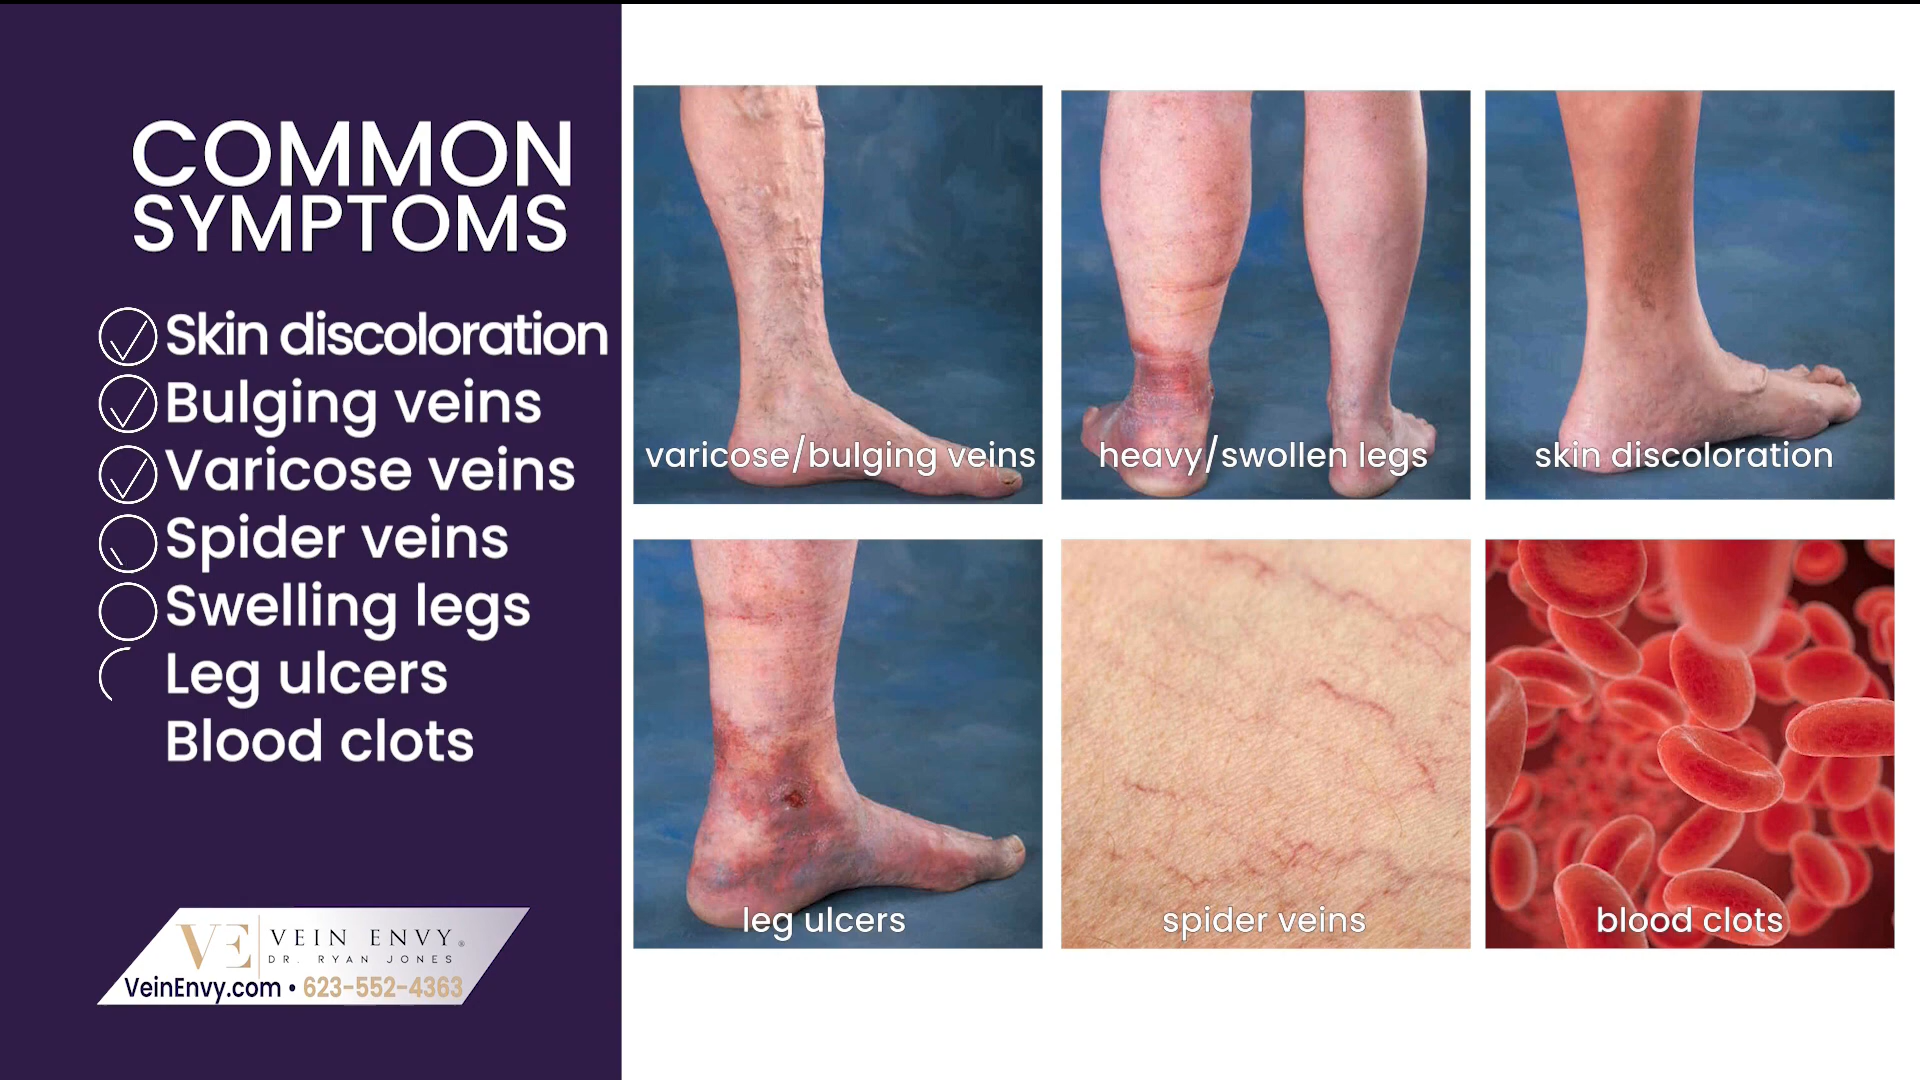 COMMON
SYMPTOMS
Skin discoloration
Bulging veins
Varicose veins
Spider veins
Swelling legs
Leg ulcers
Blood clots
VE
VEIN ENVY®
DR. RYAN JONES
VeinEnvy.com • 623-552-4363
varicose/bulging veins
heavy/swollen legs
skin discoloration
leg ulcers
spider veins
blood clots